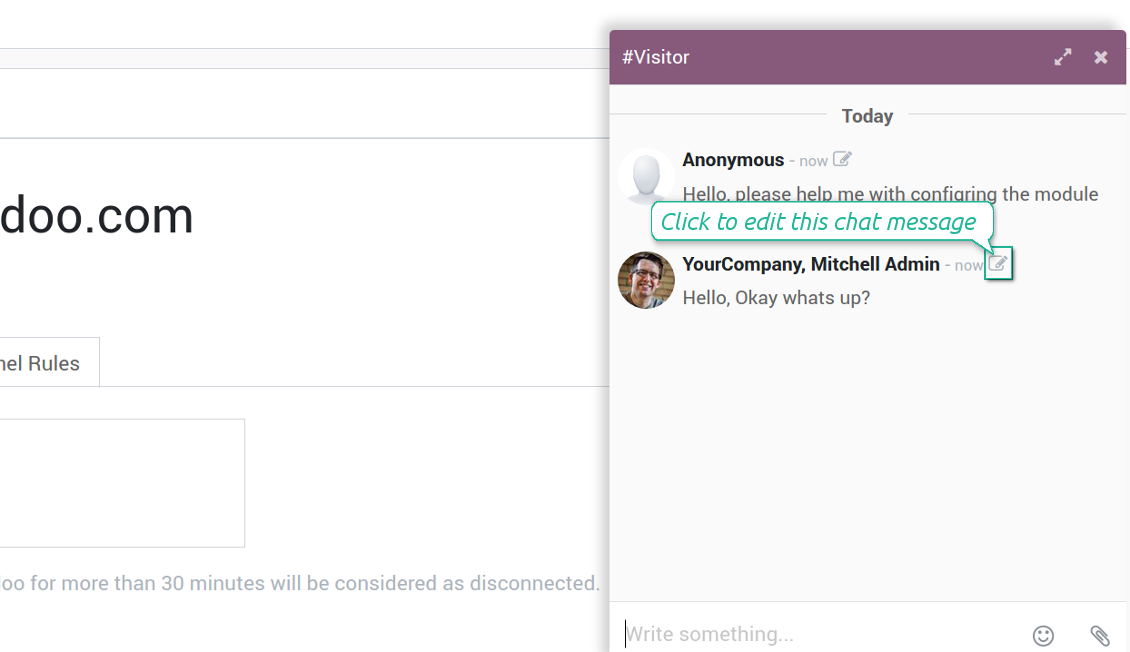 #Visitor
Today
Anonymous - now
Hello, please help me with configring the module
Click to edit this chat message
YourCompany, Mitchell Admin - now
Hello, Okay whats up?
Write something...
doo.com
nel Rules
doo for more than 30 minutes will be considered as disconnected.